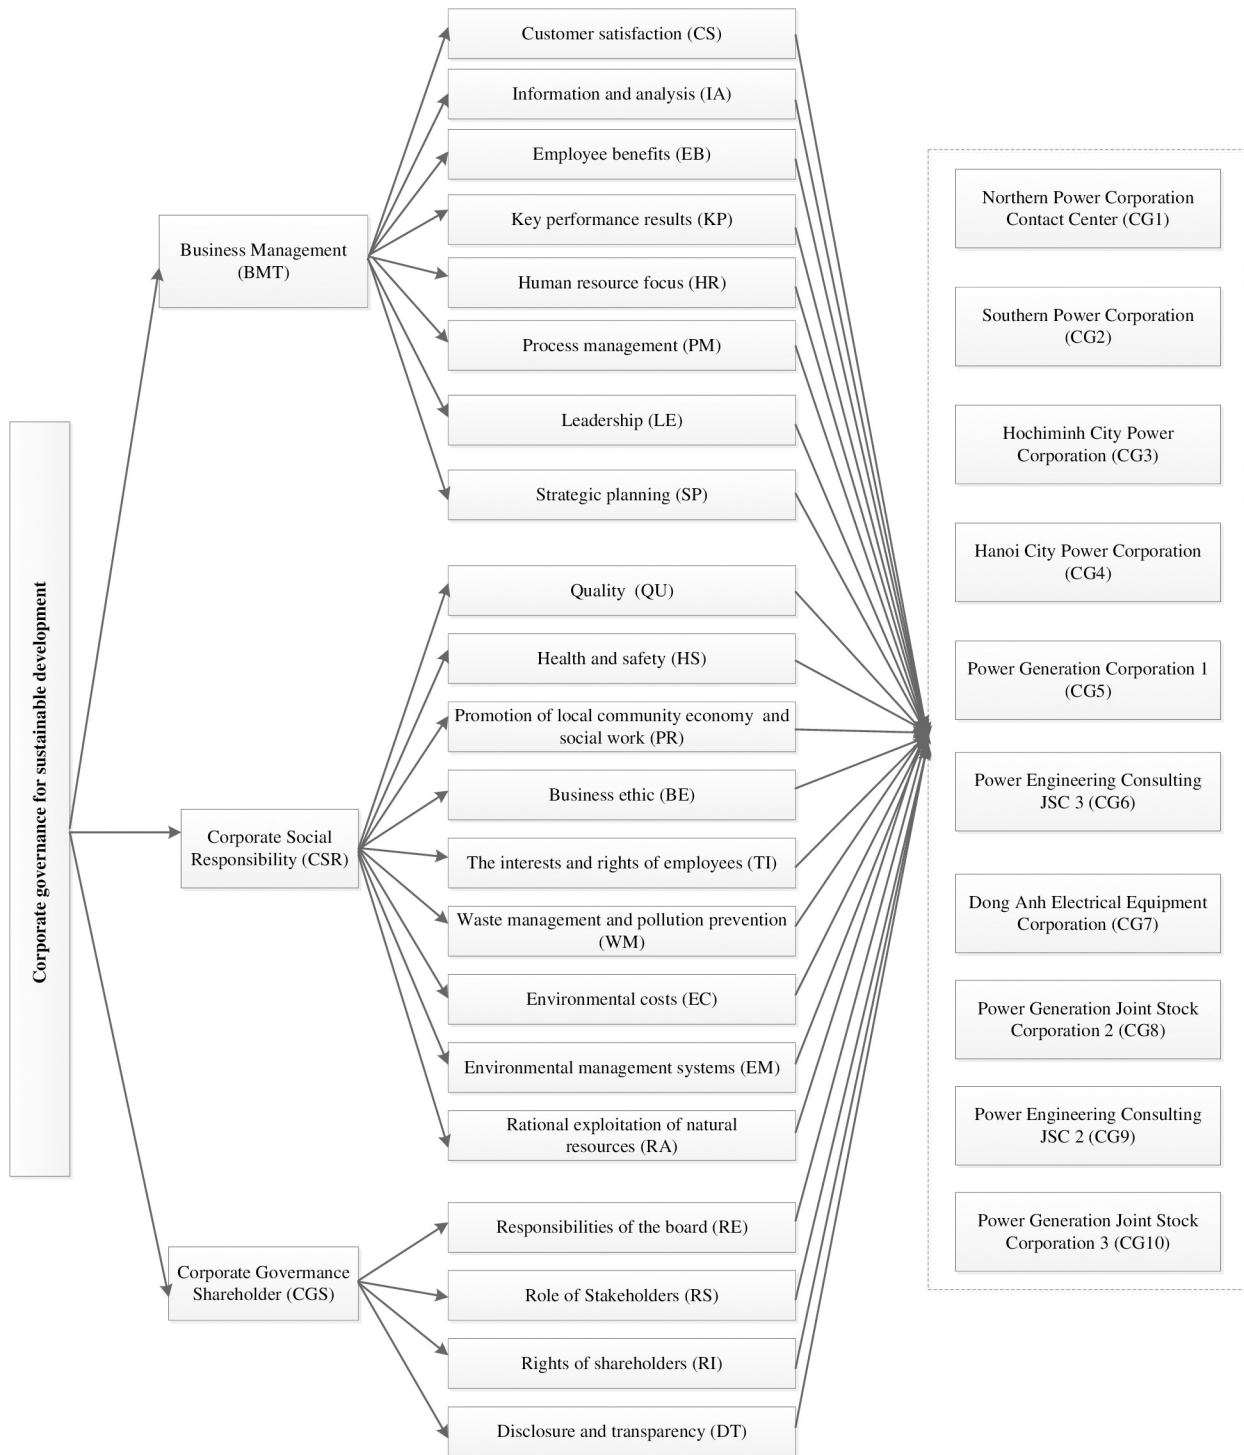 Corporate governance for sustainable development
Business Management
(BMT)
Corporate Social
Responsibility (CSR)
Corporate Governance
Shareholder (CGS)
Customer satisfaction (CS)
Information and analysis (IA)
Employee benefits (EB)
Key performance results (KP)
Human resource focus (HR)
Process management (PM)
Leadership (LE)
Strategic planning (SP)
Quality (QU)
Health and safety (HS)
Promotion of local community economy and
social work (PR)
Business ethic (BE)
The interests and rights of employees (TI)
Waste management and pollution prevention
(WM)
Environmental costs (EC)
Environmental management systems (EM)
Rational exploitation of natural
resources (RA)
Responsibilities of the board (RE)
Role of Stakeholders (RS)
Rights of shareholders (RI)
Disclosure and transparency (DT)
Northern Power Corporation
Contact Center (CG1)
Southern Power Corporation
(CG2)
Hochiminh City Power
Corporation (CG3)
Hanoi City Power Corporation
(CG4)
Power Generation Corporation 1
(CG5)
Power Engineering Consulting
JSC 3 (CG6)
Dong Anh Electrical Equipment
Corporation (CG7)
Power Generation Joint Stock
Corporation 2 (CG8)
Power Engineering Consulting
JSC 2 (CG9)
Power Generation Joint Stock
Corporation 3 (CG10)